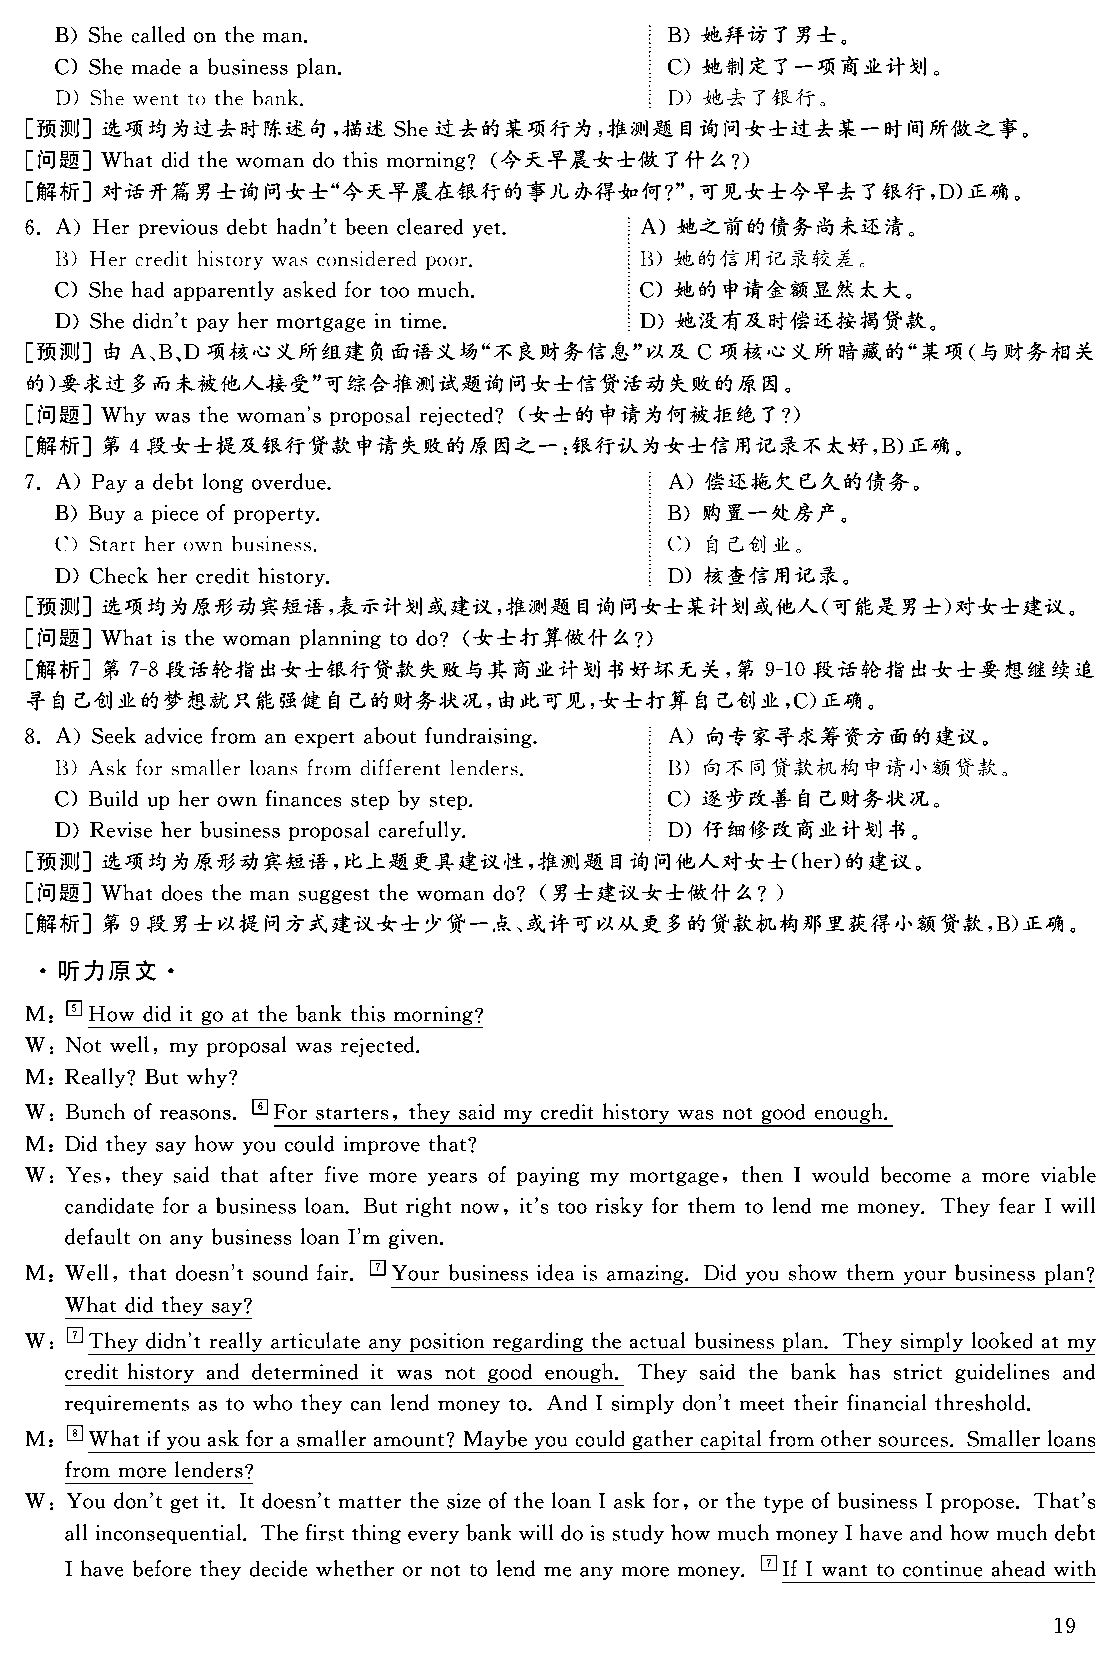 B) She called on the man. B) 她拜访了男士。
C) She made a business plan. C) 她制定了一项商业计划。
D) She went to the bank. D) 她去了银行。
[预测] 选项均为过去时陈述句,描述 She 过去的某项行为,推测题目询问女士过去某一时间所做之事。
[问题] What did the woman do this morning? (今天早晨女士做了什么?)
[解析] 对话开篇男士询问女士“今天早晨在银行的事儿办得如何?”,可见女士今早去了银行,D)正确。
6. A) Her previous debt hadn't been cleared yet. A) 她之前的债务尚未还清。
B) Her credit history was considered poor. B) 她的信用记录较差。
C) She had apparently asked for too much. C) 她的申请金额显然太大。
D) She didn't pay her mortgage in time. D) 她没有及时偿还按揭贷款。
[预测] 由 A、B、D 项核心义所组建负面语义场“不良财务信息”以及 C 项核心义所暗藏的“某项(与财务相关
的)要求过多而未被他人接受”可综合推测试题询问女士信贷活动失败的原因。
[问题] Why was the woman's proposal rejected? (女士的申请为何被拒绝了?)
[解析] 第 4 段女士提及银行贷款申请失败的原因之一:银行认为女士信用记录不太好,B)正确。
7. A) Pay a debt long overdue. A) 偿还拖欠已久的债务。
B) Buy a piece of property. B) 购置一处房产。
C) Start her own business. C) 自己创业。
D) Check her credit history. D) 核查信用记录。
[预测] 选项均为原形动宾短语,表示计划或建议,推测题目询问女士某计划或他人(可能是男士)对女士建议。
[问题] What is the woman planning to do? (女士打算做什么?)
[解析] 第 7-8 段话轮指出女士银行贷款失败与其商业计划书好坏无关,第 9-10 段话轮指出女士要想继续追
寻自己创业的梦想就只能强健自己的财务状况,由此可见,女士打算自己创业,C)正确。
8. A) Seek advice from an expert about fundraising. A) 向专家寻求筹资方面的建议。
B) Ask for smaller loans from different lenders. B) 向不同贷款机构申请小额贷款。
C) Build up her own finances step by step. C) 逐步改善自己财务状况。
D) Revise her business proposal carefully. D) 仔细修改商业计划书。
[预测] 选项均为原形动宾短语,比上题更具建议性,推测题目询问他人对女士(her)的建议。
[问题] What does the man suggest the woman do? (男士建议女士做什么? )
[解析] 第 9 段男士以提问方式建议女士少贷一点、或许可以从更多的贷款机构那里获得小额贷款,B)正确。
·听力原文·
M: [5] How did it go at the bank this morning?
W: Not well, my proposal was rejected.
M: Really? But why?
W: Bunch of reasons. [6] For starters, they said my credit history was not good enough.
M: Did they say how you could improve that?
W: Yes, they said that after five more years of paying my mortgage, then I would become a more viable
candidate for a business loan. But right now, it's too risky for them to lend me money. They fear I will
default on any business loan I'm given.
M: Well, that doesn't sound fair. [7] Your business idea is amazing. Did you show them your business plan?
What did they say?
W: [7] They didn't really articulate any position regarding the actual business plan. They simply looked at my
credit history and determined it was not good enough. They said the bank has strict guidelines and
requirements as to who they can lend money to. And I simply don't meet their financial threshold.
M: [8] What if you ask for a smaller amount? Maybe you could gather capital from other sources. Smaller loans
from more lenders?
W: You don't get it. It doesn't matter the size of the loan I ask for, or the type of business I propose. That's
all inconsequential. The first thing every bank will do is study how much money I have and how much debt
I have before they decide whether or not to lend me any more money. [7] If I want to continue ahead with
19